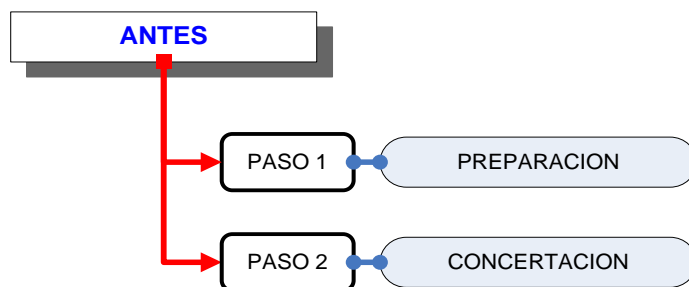 ANTES
PASO 1
PREPARACION
PASO 2
CONCERTACION